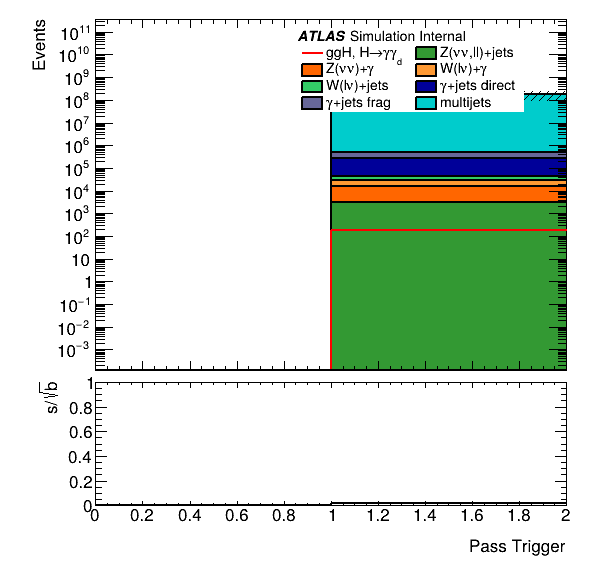 Events
ATLAS Simulation Internal
ggH, H→γγd
Z(νν,ll)+jets
Z(νν)+γ
W(lν)+γ
W(lν)+jets
γ+jets direct
γ+jets frag
multijets
10¹¹
10¹⁰
10⁹
10⁸
10⁷
10⁶
10⁵
10⁴
10³
10²
10
1
10⁻¹
10⁻²
10⁻³
s/√b
1
0.8
0.6
0.4
0.2
0
0 0.2 0.4 0.6 0.8 1 1.2 1.4 1.6 1.8 2
Pass Trigger